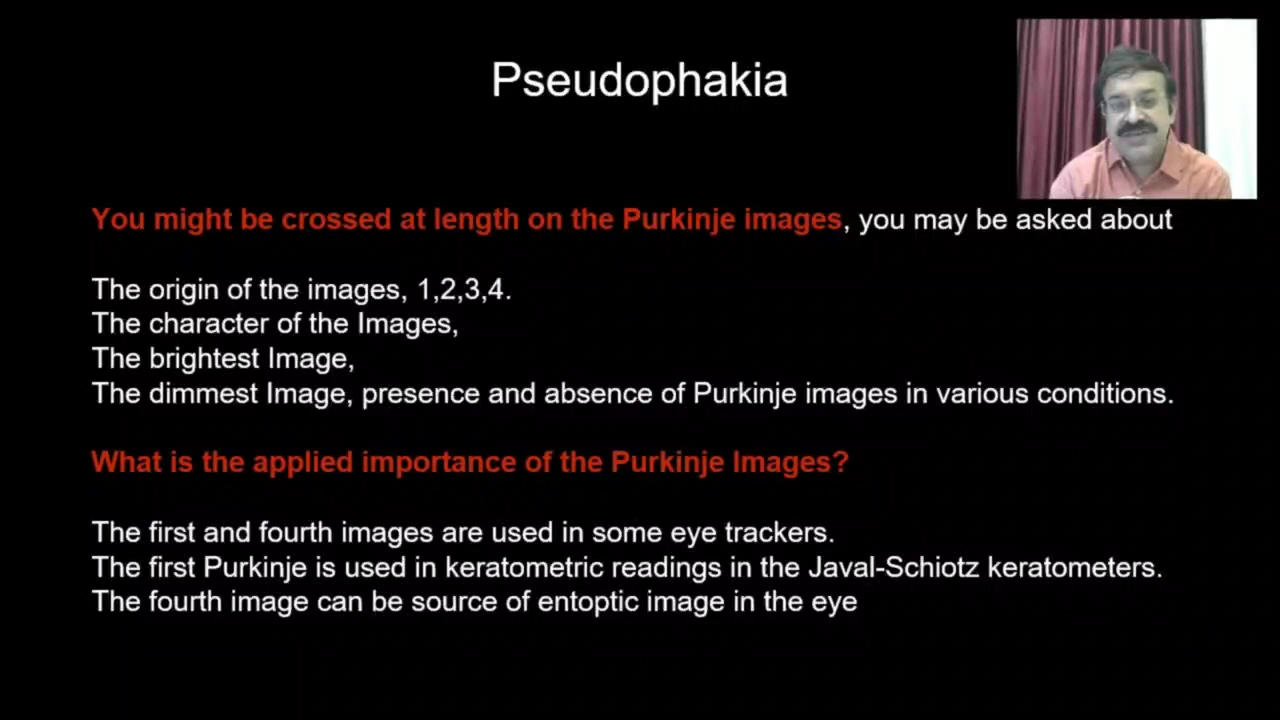 Pseudophakia
You might be crossed at length on the Purkinje images, you may be asked about
The origin of the images, 1,2,3,4.
The character of the Images,
The brightest Image,
The dimmest Image, presence and absence of Purkinje images in various conditions.
What is the applied importance of the Purkinje Images?
The first and fourth images are used in some eye trackers.
The first Purkinje is used in keratometric readings in the Javal-Schiotz keratometers.
The fourth image can be source of entoptic image in the eye